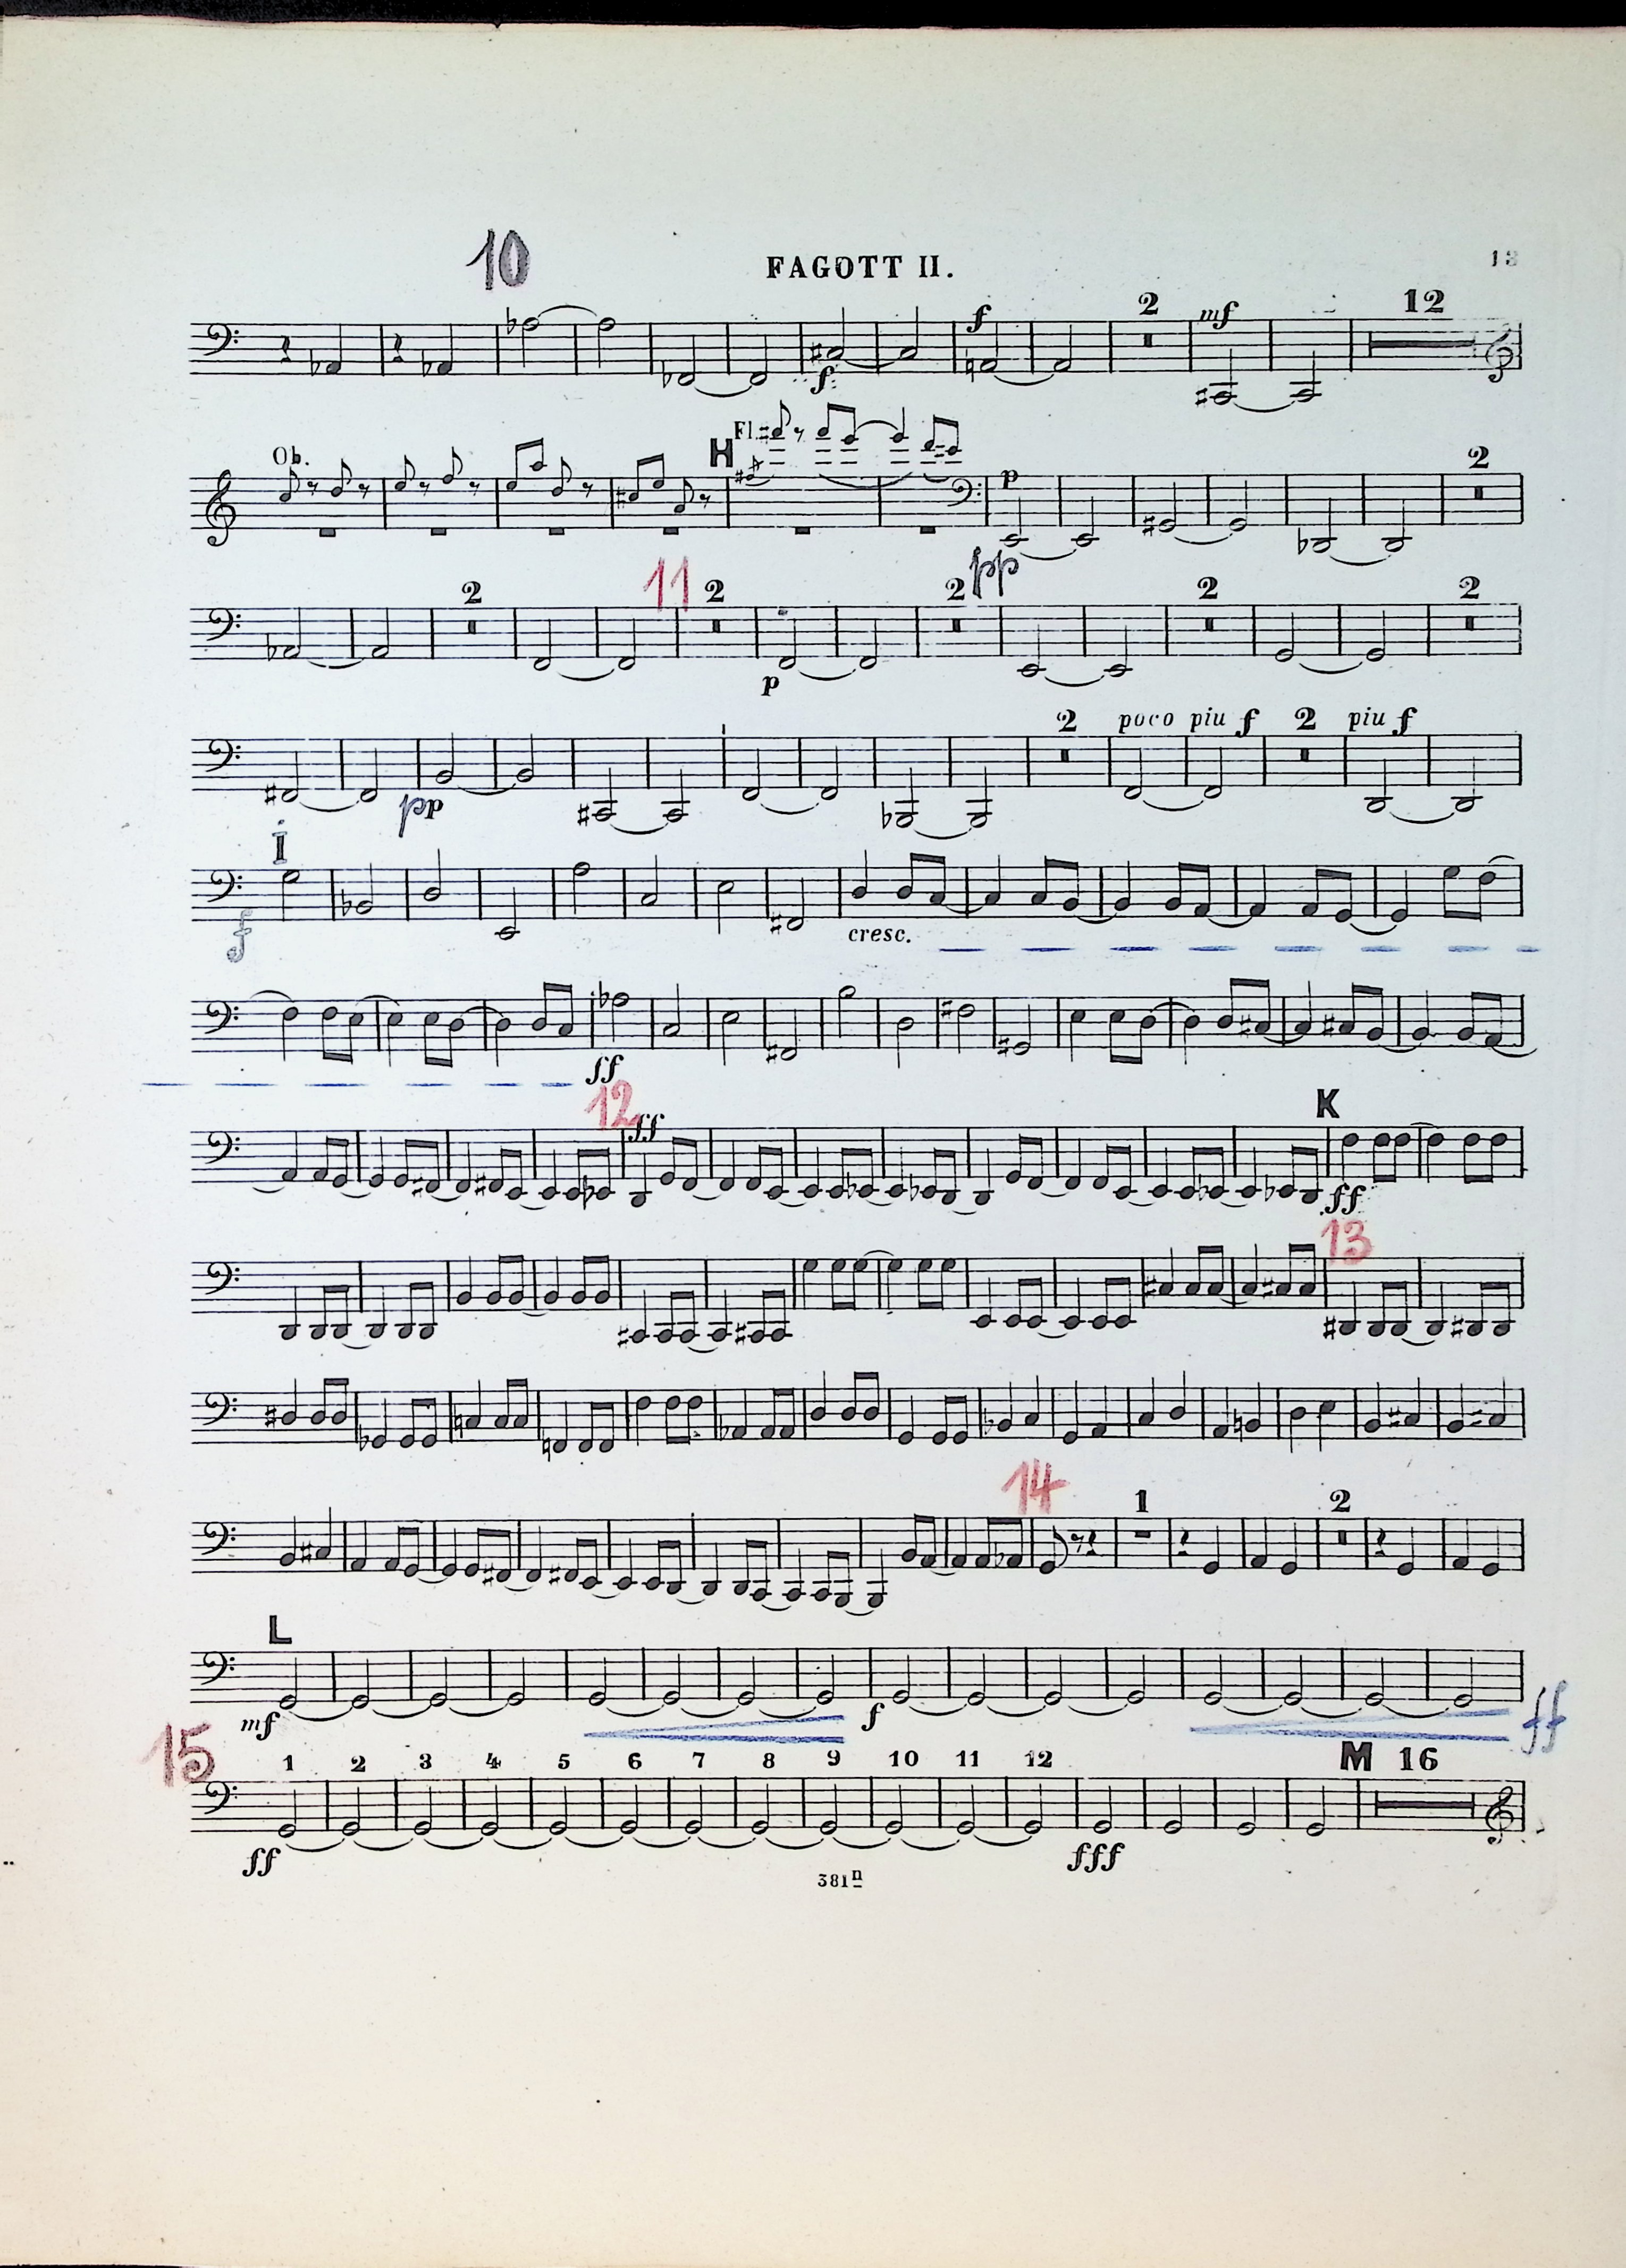 10 FAGOTT II. 13
f 2 mf 12
f
Ob. H Fl. p 2
pp
11
2 2 2 2 2
p
2 poco piu f 2 piu f
pp
I
f cresc.
ff
12 ff K
ff
13
14 1 2
L
mf f ff
15 1 2 3 4 5 6 7 8 9 10 11 12 M 16
ff fff
381n